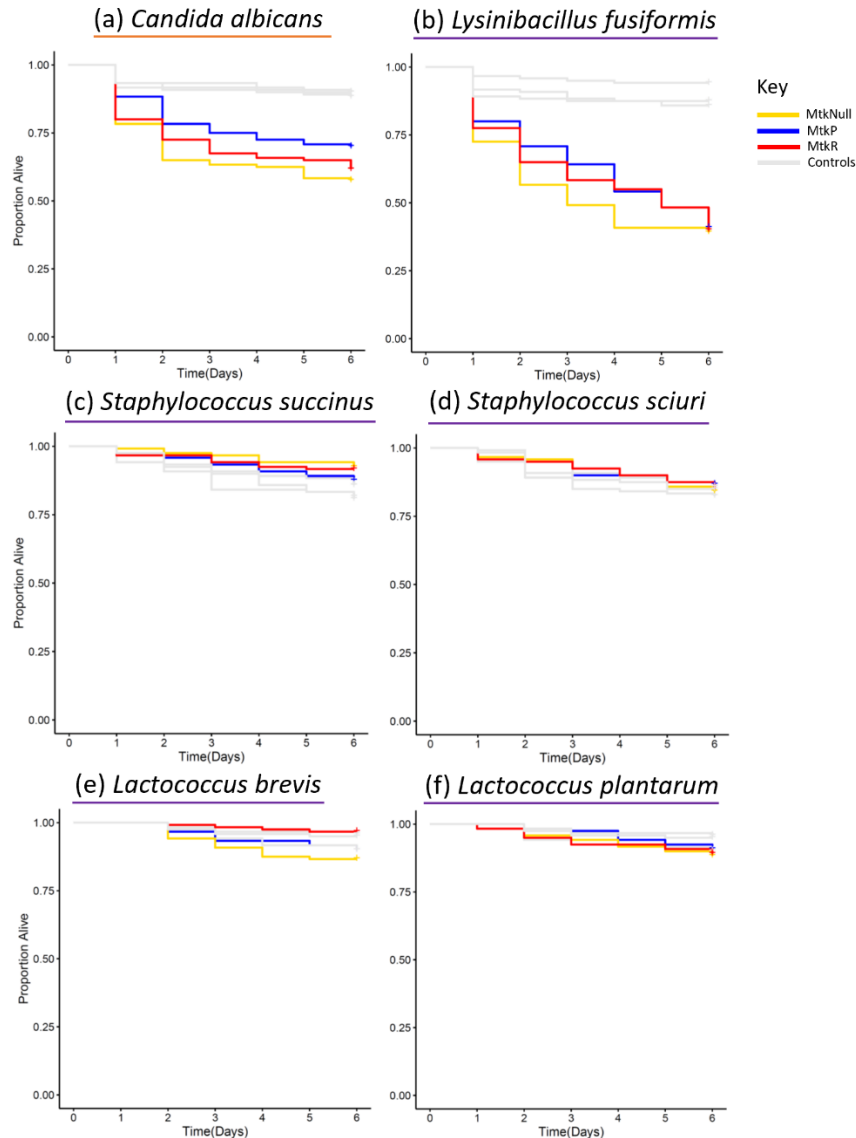 (a) Candida albicans
(b) Lysinibacillus fusiformis
Key
MtkNull
MtkP
MtkR
Controls
Proportion Alive
1.00
0.75
0.50
0.25
0.00
0 1 2 3 4 5 6
Time(Days)
1.00
0.75
0.50
0.25
0.00
0 1 2 3 4 5 6
Time(Days)
(c) Staphylococcus succinus
(d) Staphylococcus sciuri
Proportion Alive
1.00
0.75
0.50
0.25
0.00
0 1 2 3 4 5 6
Time(Days)
1.00
0.75
0.50
0.25
0.00
0 1 2 3 4 5 6
Time(Days)
(e) Lactococcus brevis
(f) Lactococcus plantarum
Proportion Alive
1.00
0.75
0.50
0.25
0.00
0 1 2 3 4 5 6
Time(Days)
1.00
0.75
0.50
0.25
0.00
0 1 2 3 4 5 6
Time(Days)